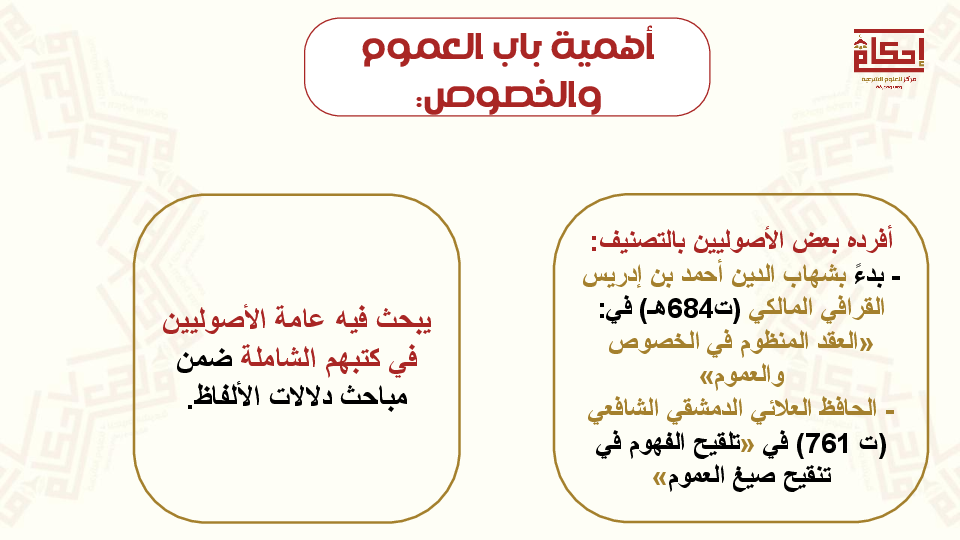 أهمية باب العموم
والخصوص:
إحكام
مركز للعلوم الشرعية
أفرده بعض الأصوليين بالتصنيف:
- بدءً بشهاب الدين أحمد بن إدريس
القرافي المالكي (ت684هـ) في:
«العقد المنظوم في الخصوص
والعموم»
- الحافظ العلائي الدمشقي الشافعي
(ت 761) في «تلقيح الفهوم في
تنقيح صيغ العموم»
يبحث فيه عامة الأصوليين
في كتبهم الشاملة ضمن
مباحث دلالات الألفاظ.